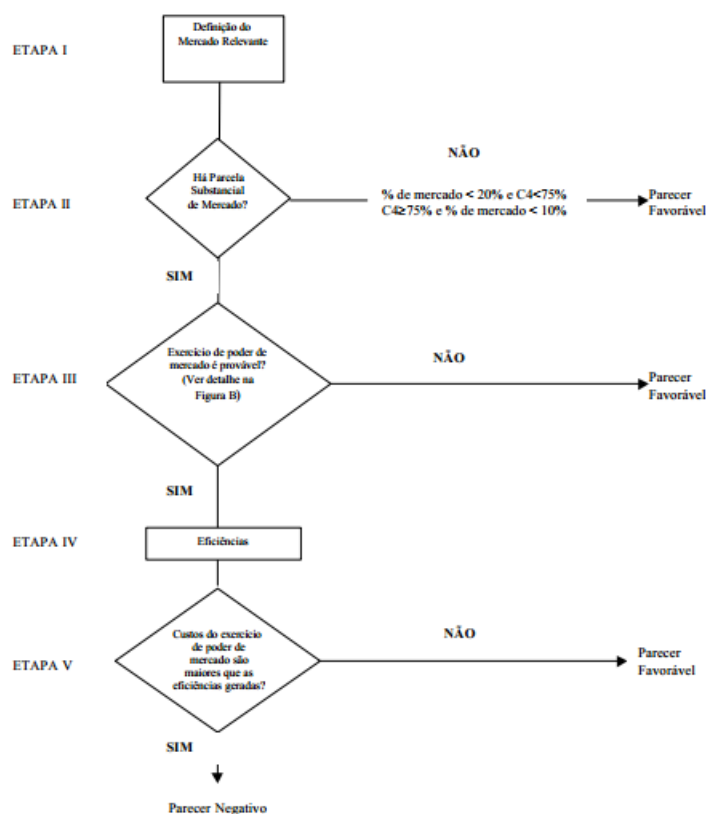 Definição do
Mercado Relevante
ETAPA I
NÃO
Há Parcela
Substancial
de Mercado?
ETAPA II
% de mercado < 20% e C4<75%
C4≥75% e % de mercado < 10%
Parecer
Favorável
SIM
Exercício de poder de
mercado é provável?
(Ver detalhe na
Figura B)
ETAPA III
NÃO
Parecer
Favorável
SIM
ETAPA IV
Eficiências
Custos do exercício
de poder de
mercado são
maiores que as
eficiências geradas?
ETAPA V
NÃO
Parecer
Favorável
SIM
Parecer Negativo